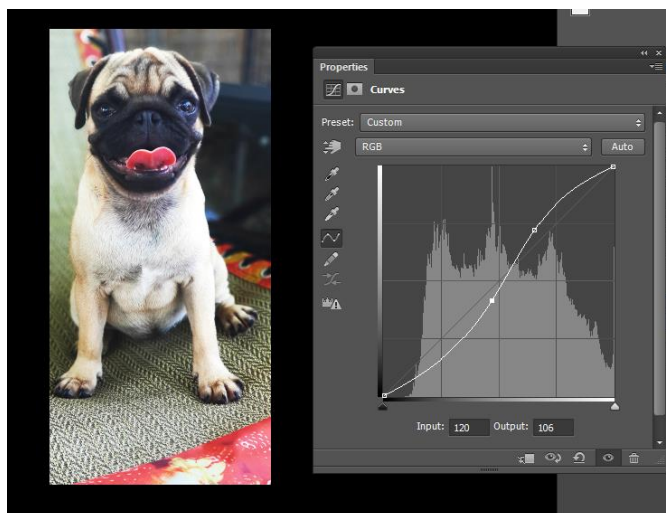 Properties
Curves
Preset: Custom
RGB Auto
Input: 120 Output: 106